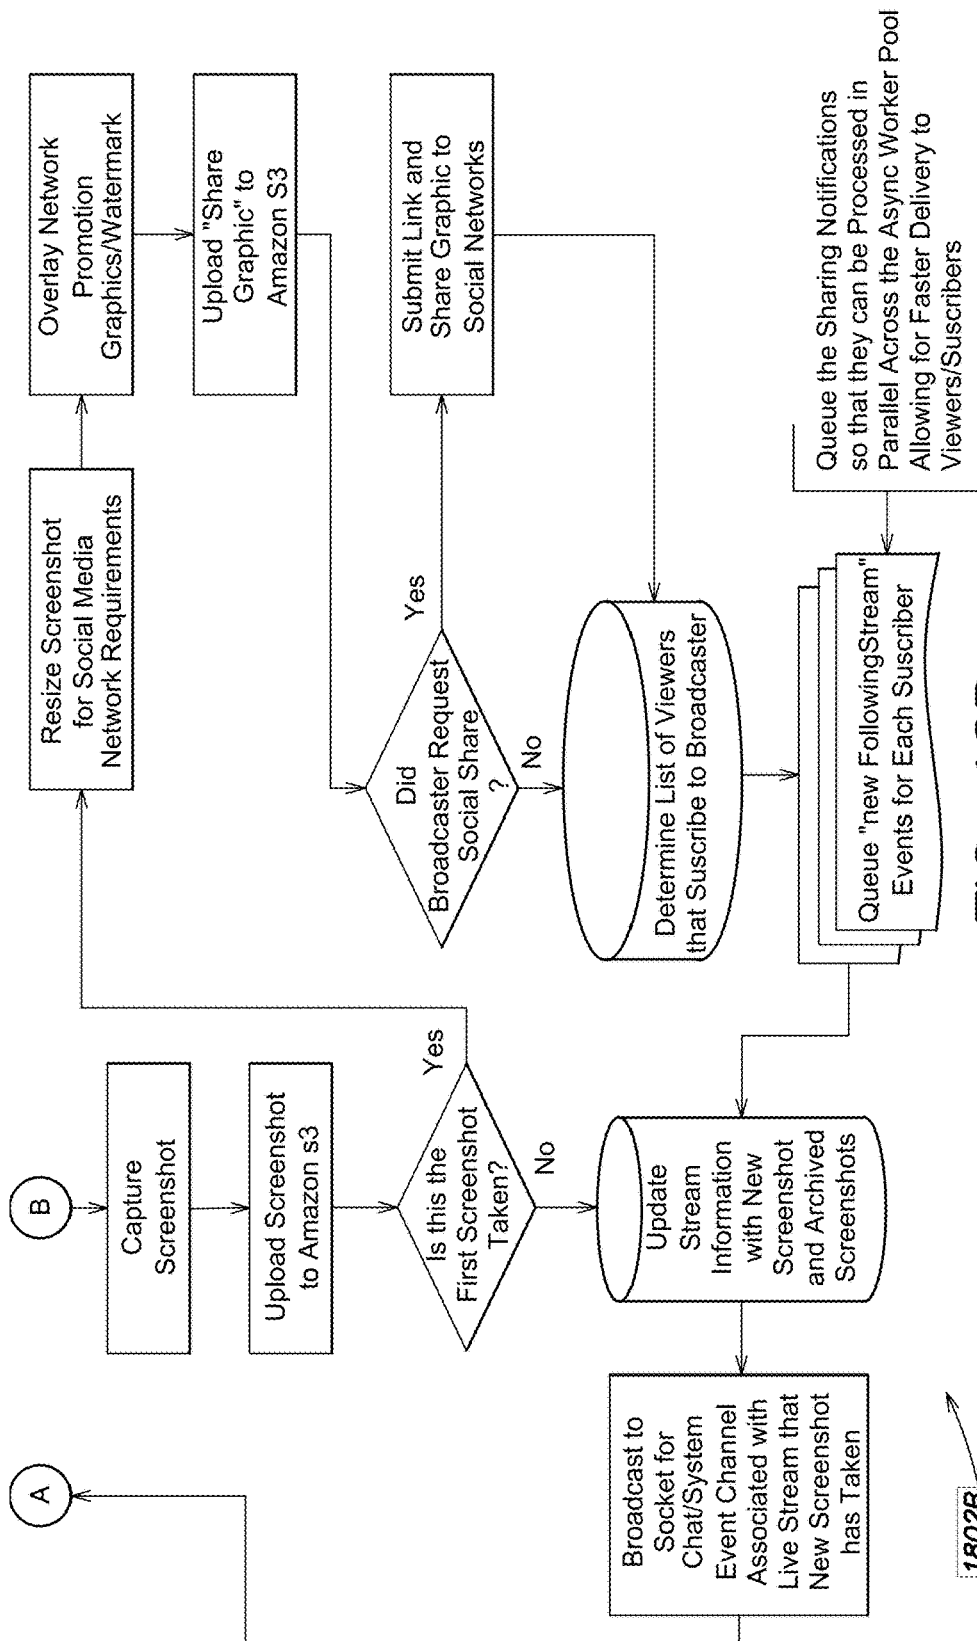 A
B
Capture
Screenshot
Upload Screenshot
to Amazon s3
Is this the
First Screenshot
Taken?
Yes
No
Resize Screenshot
for Social Media
Network Requirements
Overlay Network
Promotion
Graphics/Watermark
Upload "Share
Graphic" to
Amazon S3
Did
Broadcaster Request
Social Share
?
Yes
No
Submit Link and
Share Graphic to
Social Networks
Determine List of Viewers
that Suscribe to Broadcaster
Queue "new FollowingStream"
Events for Each Suscriber
Queue the Sharing Notifications
so that they can be Processed in
Parallel Across the Async Worker Pool
Allowing for Faster Delivery to
Viewers/Suscribers
Update
Stream
Information
with New
Screenshot
and Archived
Screenshots
Broadcast to
Socket for
Chat/System
Event Channel
Associated with
Live Stream that
New Screenshot
has Taken
1802B